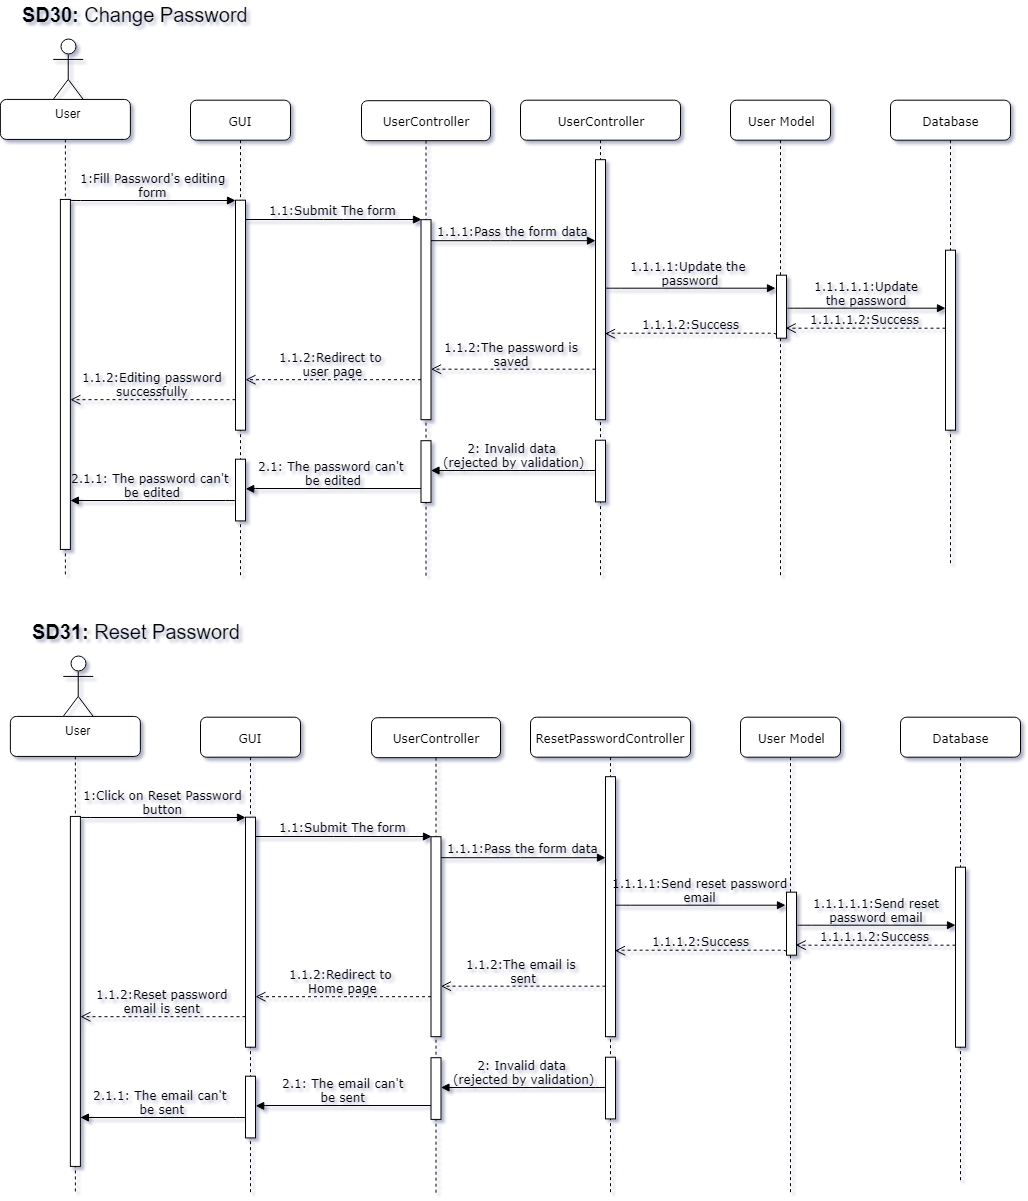 SD30: Change Password
User
GUI
UserController
UserController
User Model
Database
1:Fill Password's editing
form
1.1:Submit The form
1.1.1:Pass the form data
1.1.1.1:Update the
password
1.1.1.1.1:Update
the password
1.1.1.1.2:Success
1.1.1.2:Success
1.1.2:The password is
saved
1.1.2:Redirect to
user page
1.1.2:Editing password
successfully
2: Invalid data
(rejected by validation)
2.1: The password can't
be edited
2.1.1: The password can't
be edited
SD31: Reset Password
User
GUI
UserController
ResetPasswordController
User Model
Database
1:Click on Reset Password
button
1.1:Submit The form
1.1.1:Pass the form data
1.1.1.1:Send reset password
email
1.1.1.1.1:Send reset
password email
1.1.1.1.2:Success
1.1.1.2:Success
1.1.2:The email is
sent
1.1.2:Redirect to
Home page
1.1.2:Reset password
email is sent
2: Invalid data
(rejected by validation)
2.1: The email can't
be sent
2.1.1: The email can't
be sent